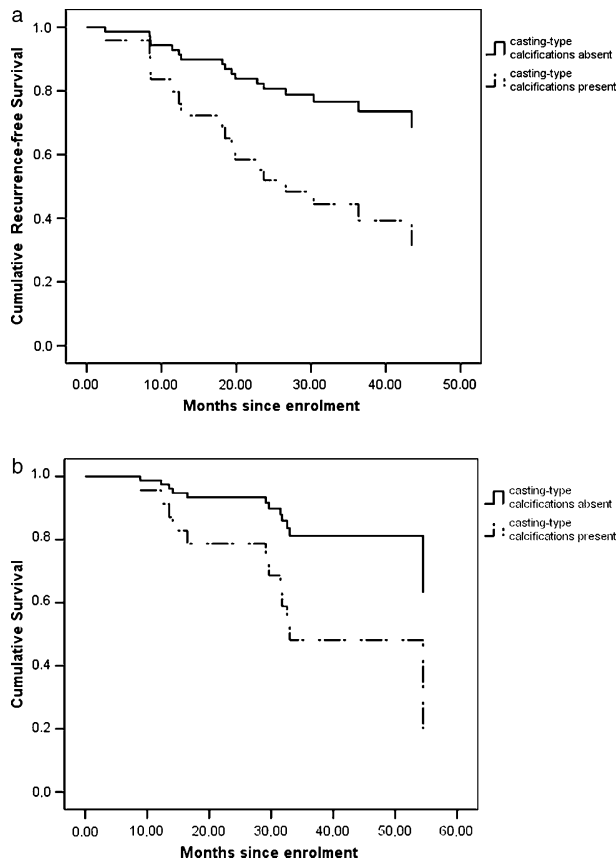 a
1.0
0.8
0.6
0.4
0.2
0.0
Cumulative Recurrence-free Survival
0.00 10.00 20.00 30.00 40.00 50.00
Months since enrolment
casting-type
calcifications absent
casting-type
calcifications present
b
1.0
0.8
0.6
0.4
0.2
0.0
Cumulative Survival
0.00 10.00 20.00 30.00 40.00 50.00 60.00
Months since enrolment
casting-type
calcifications absent
casting-type
calcifications present